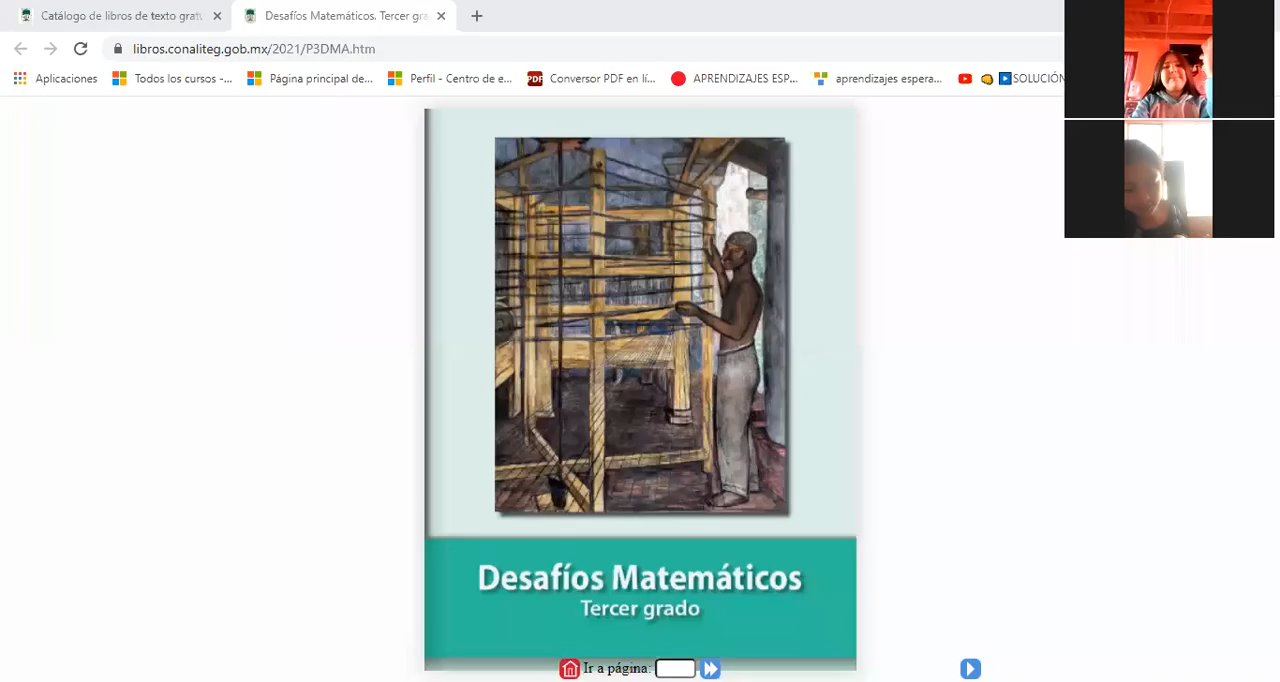 Catálogo de libros de texto gratu
Desafíos Matemáticos. Tercer gra
libros.conaliteg.gob.mx/2021/P3DMA.htm
Aplicaciones
Todos los cursos -...
Página principal de...
Perfil - Centro de e...
PDF
Conversor PDF en lí...
APRENDIZAJES ESP...
aprendizajes espera...
SOLUCIÓN
Desafíos Matemáticos
Tercer grado
Ir a página: